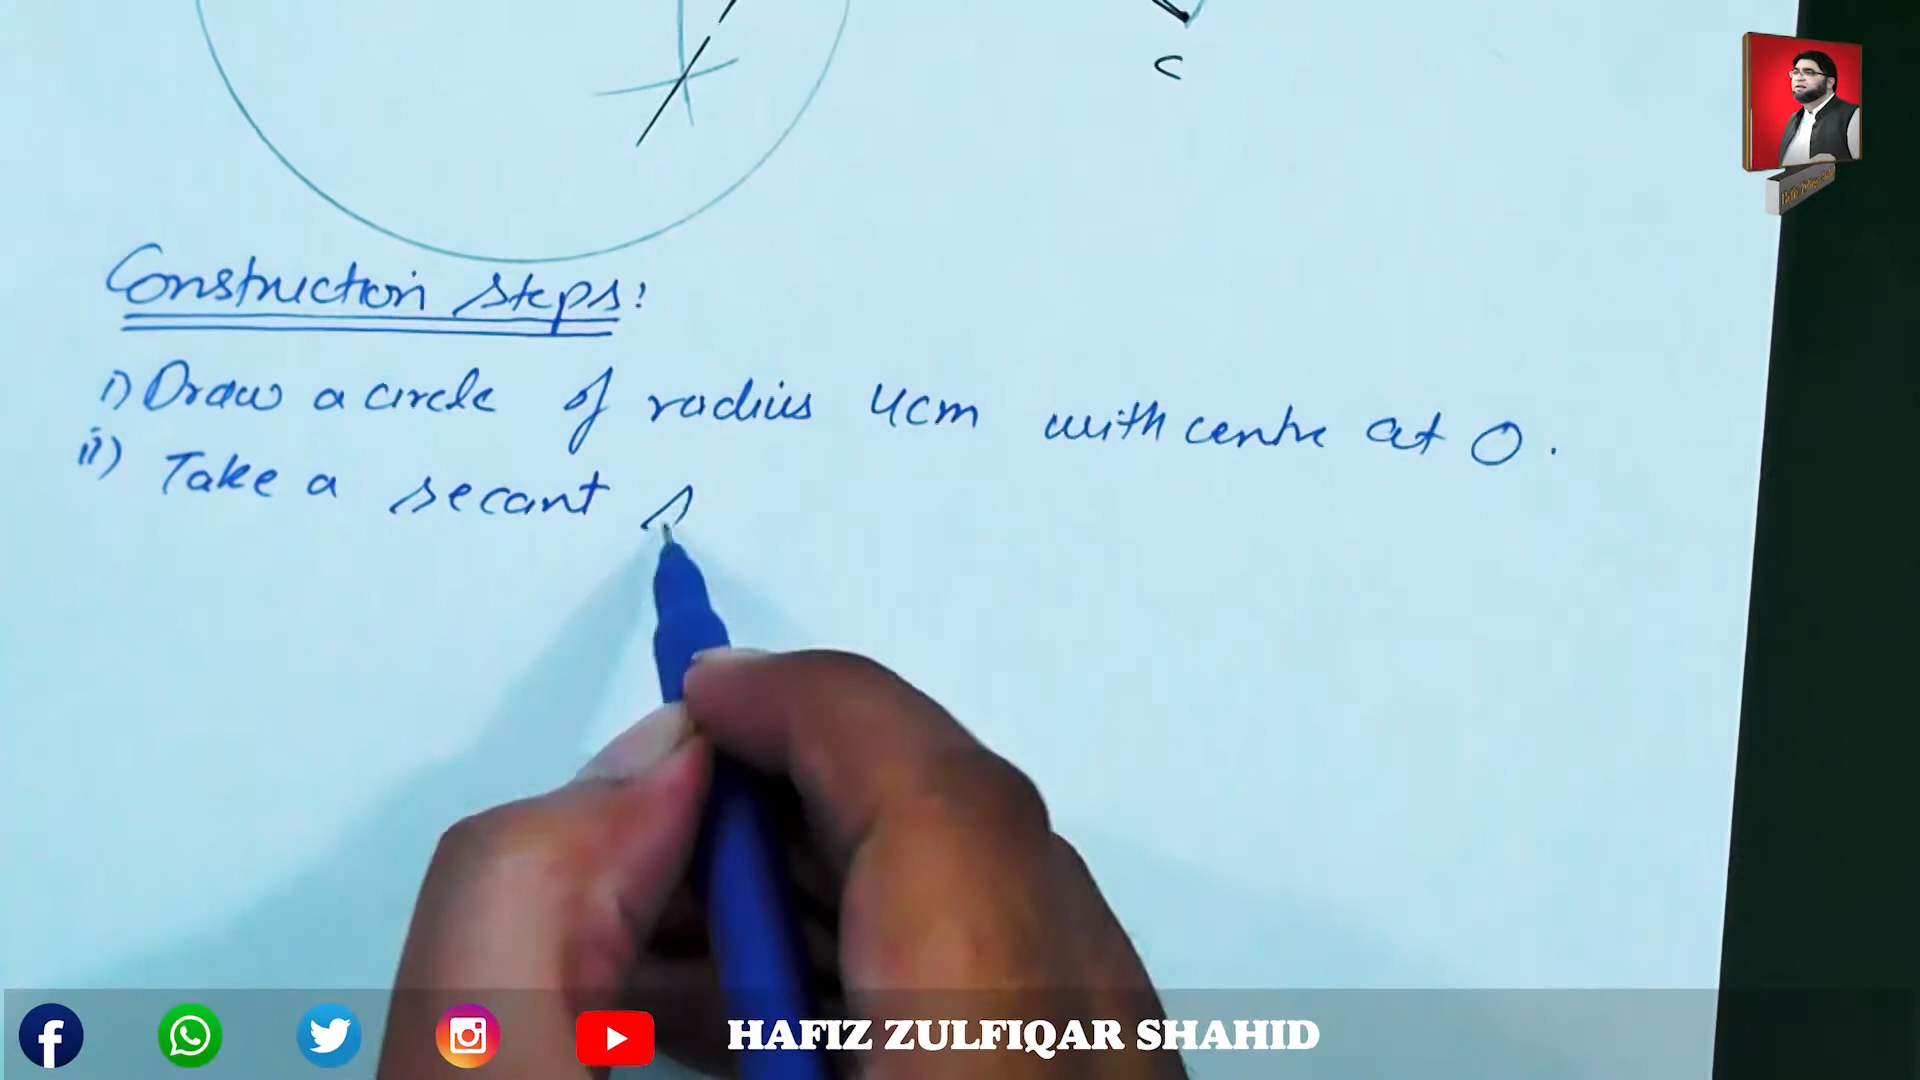 C
Construction steps:
i) Draw a circle of radius 4cm with centre at O.
ii) Take a secant
HAFIZ ZULFIQAR SHAHID